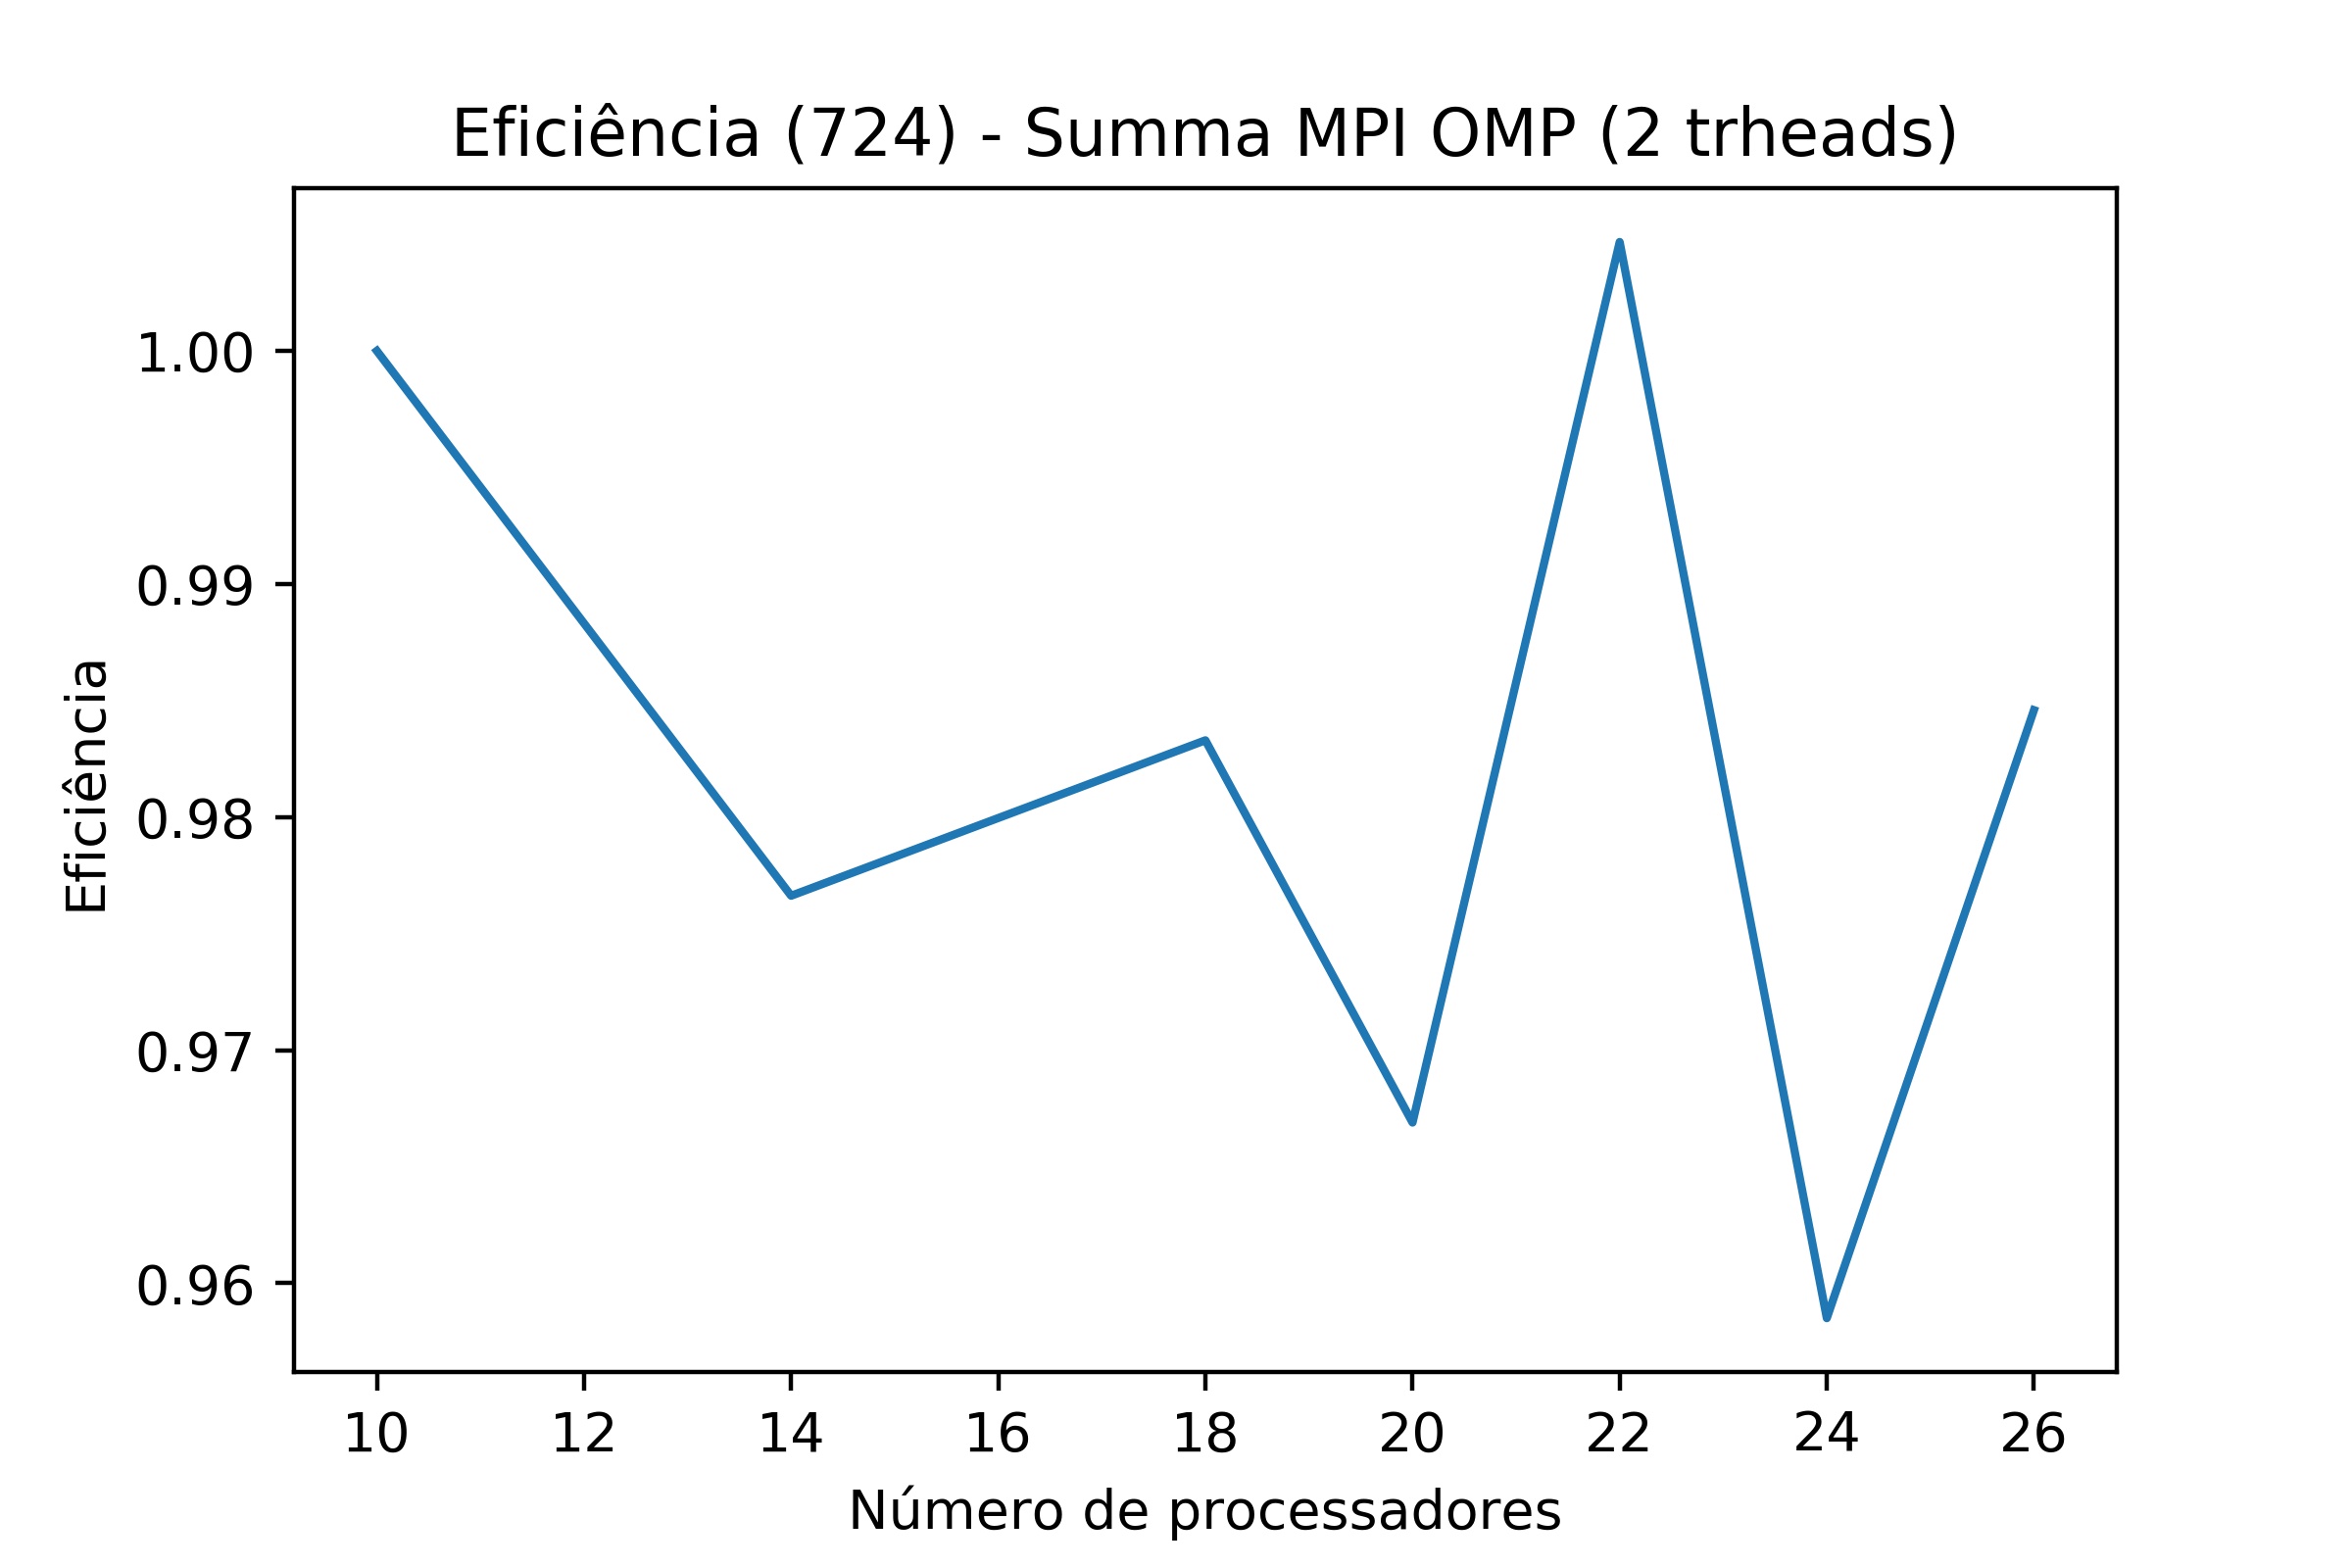 Eficiência (724) - Summa MPI OMP (2 trheads)
1.00
0.99
0.98
0.97
0.96
Eficiência
10 12 14 16 18 20 22 24 26
Número de processadores